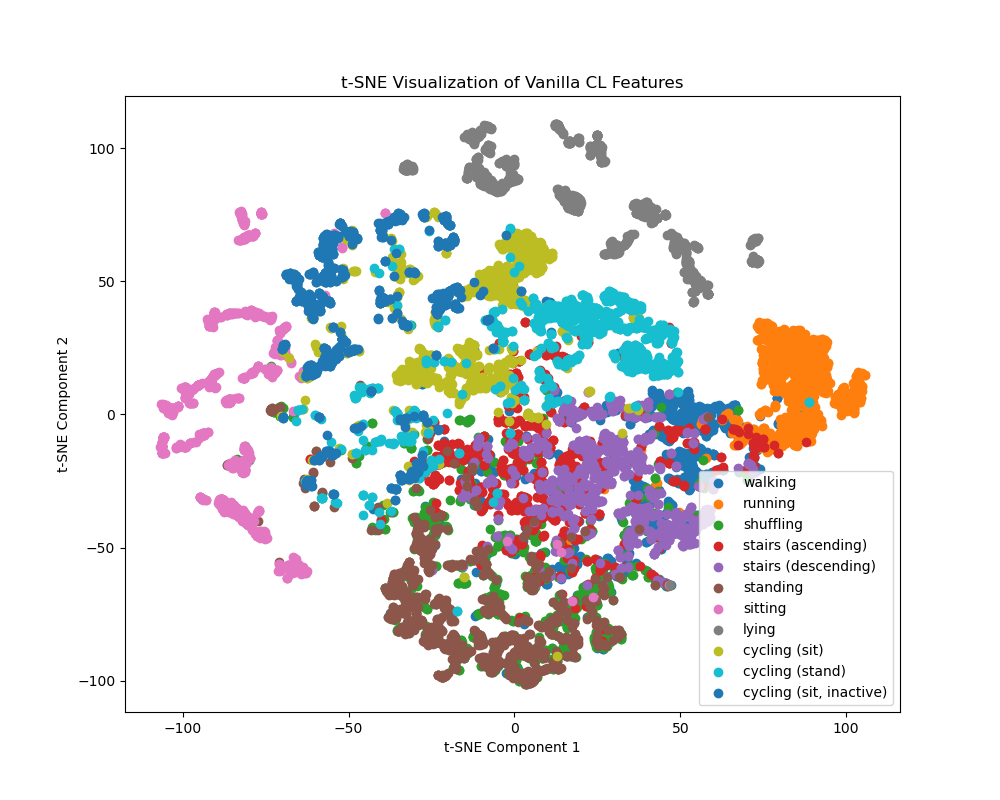 t-SNE Visualization of Vanilla CL Features
t-SNE Component 2
100
50
0
−50
−100
walking
running
shuffling
stairs (ascending)
stairs (descending)
standing
sitting
lying
cycling (sit)
cycling (stand)
cycling (sit, inactive)
−100
−50
0
50
100
t-SNE Component 1